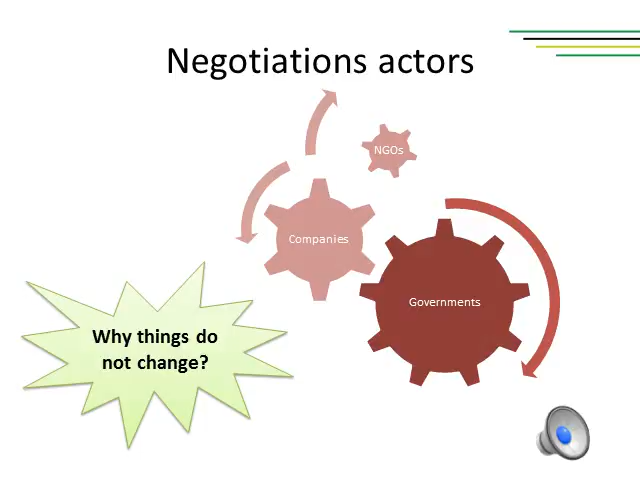 Negotiations actors
NGOs
Companies
Governments
Why things do
not change?